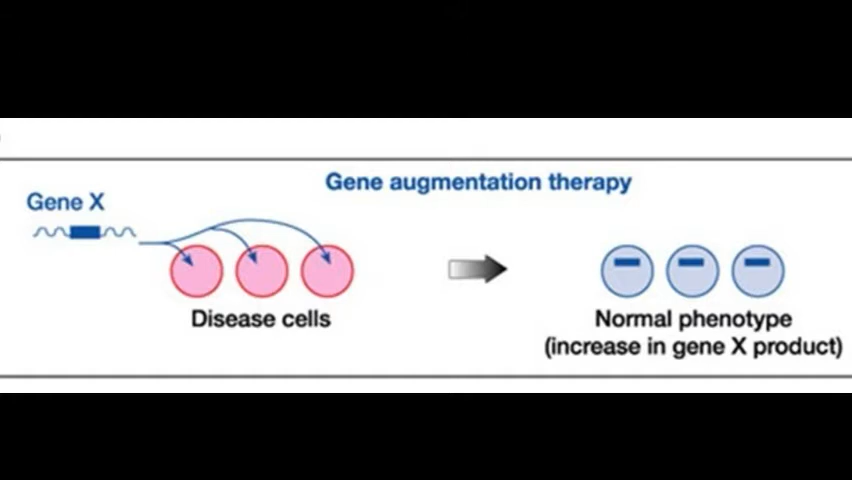 Gene augmentation therapy
Gene X
Disease cells
Normal phenotype
(increase in gene X product)